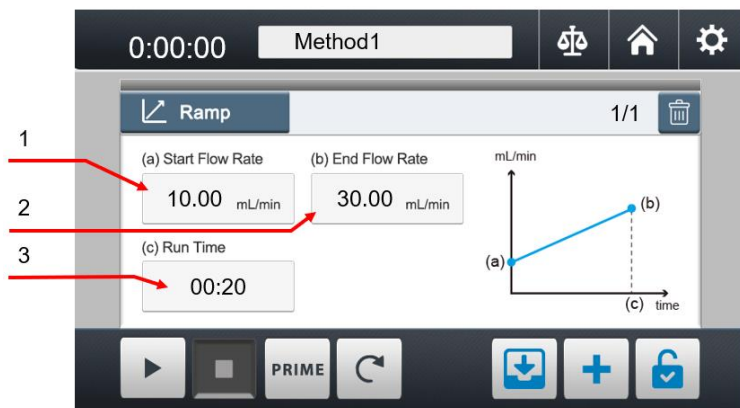 0:00:00 Method1
Ramp 1/1
1
(a) Start Flow Rate (b) End Flow Rate mL/min
10.00 mL/min 30.00 mL/min (b)
2
3
(c) Run Time
(a)
00:20
(c) time
PRIME